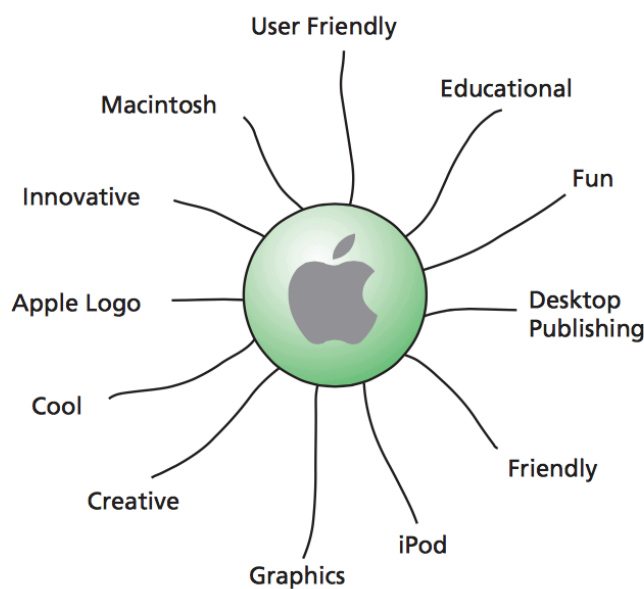 User Friendly
Educational
Macintosh
Fun
Innovative
Apple Logo
Desktop
Publishing
Cool
Friendly
Creative
iPod
Graphics